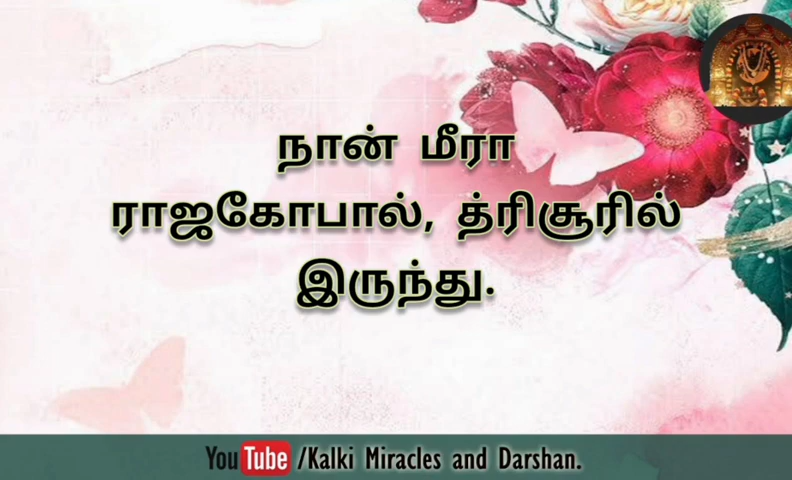 நான் மீரா
ராஜகோபால், த்ரிசூரில்
இருந்து.
YouTube /Kalki Miracles and Darshan.